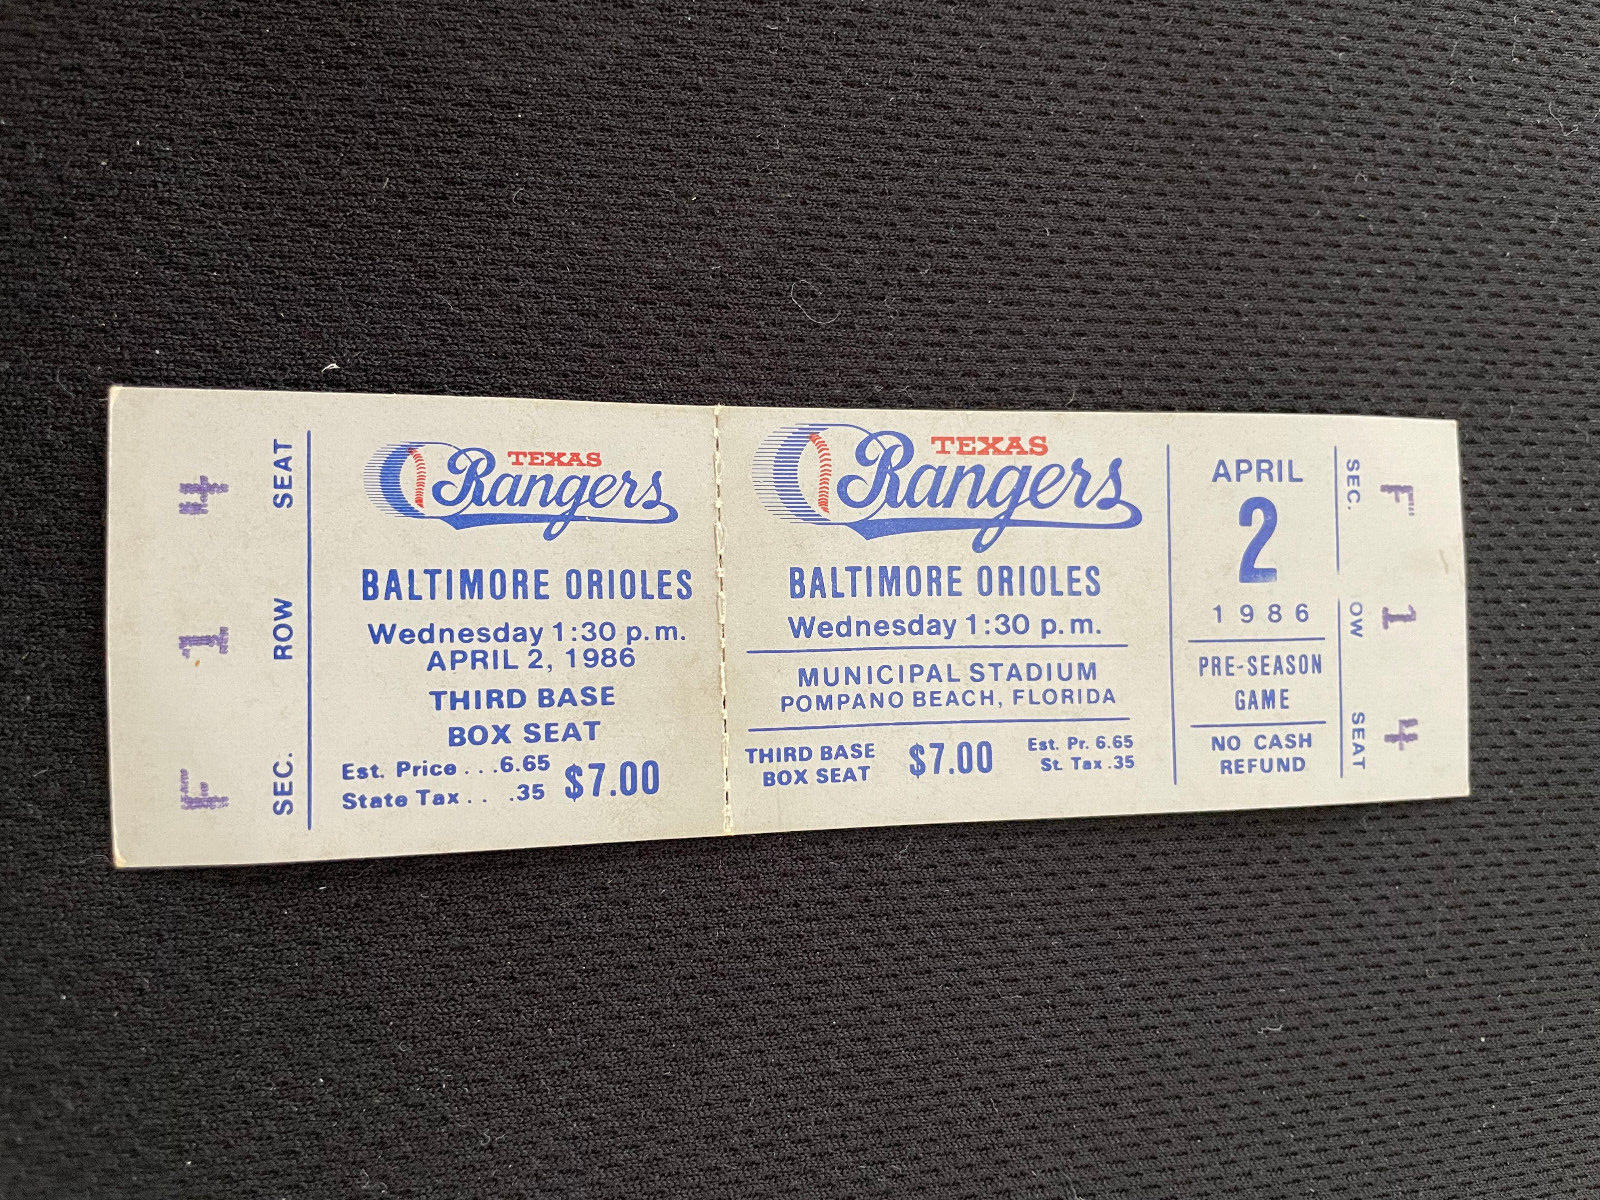 SEAT 4
ROW 1
SEC. F
TEXAS
Rangers
BALTIMORE ORIOLES
Wednesday 1:30 p.m.
APRIL 2, 1986
THIRD BASE
BOX SEAT
Est. Price . . .6.65
State Tax . . .35
$7.00
TEXAS
Rangers
BALTIMORE ORIOLES
Wednesday 1:30 p.m.
MUNICIPAL STADIUM
POMPANO BEACH, FLORIDA
THIRD BASE
BOX SEAT
$7.00
Est. Pr. 6.65
St. Tax .35
APRIL
2
1986
PRE-SEASON
GAME
NO CASH
REFUND
SEC. F
OW 1
SEAT 4